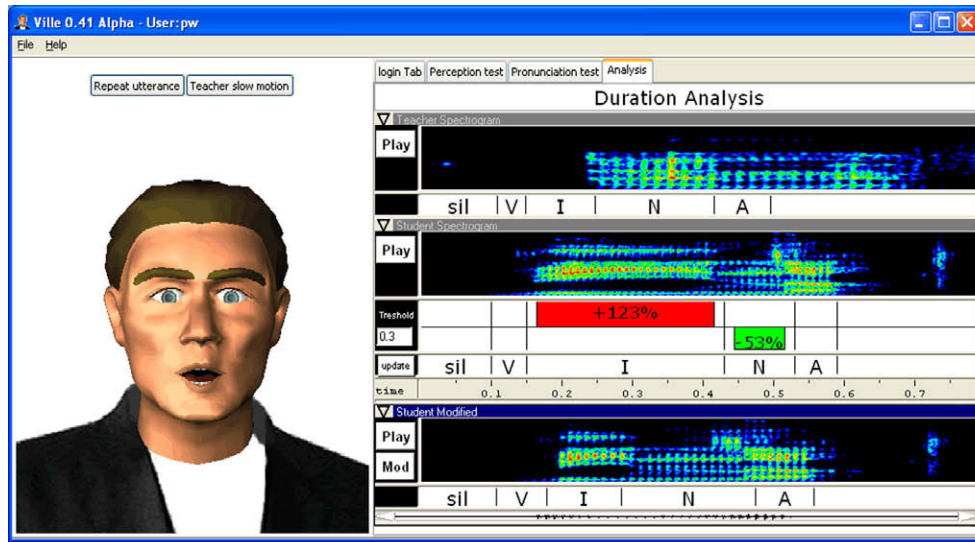 Ville 0.41 Alpha - User:pw
File Help
Repeat utterance Teacher slow motion
login Tab Perception test Pronunciation test Analysis
Duration Analysis
Teacher Spectrogram
Play
sil V I N A
Student Spectrogram
Play
Treshold
0.3
+123%
-53%
update sil V I N A
time 0.1 0.2 0.3 0.4 0.5 0.6 0.7
Student Modified
Play
Mod
sil V I N A